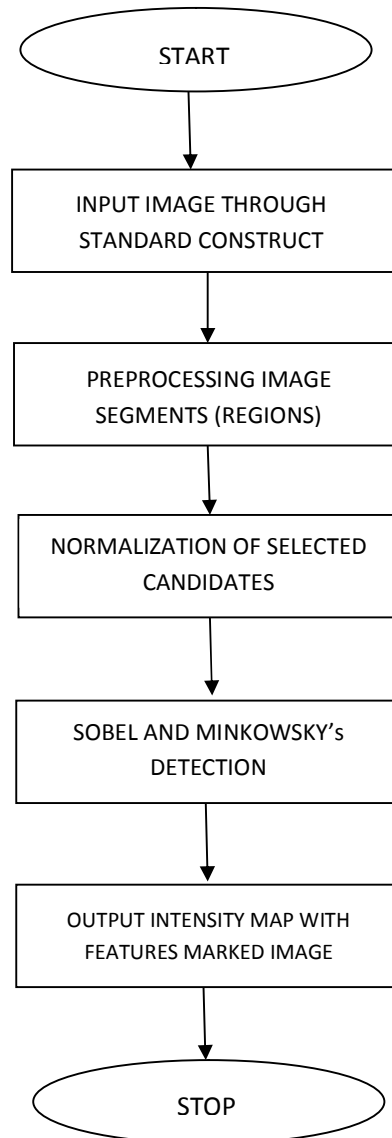 START
INPUT IMAGE THROUGH
STANDARD CONSTRUCT
PREPROCESSING IMAGE
SEGMENTS (REGIONS)
NORMALIZATION OF SELECTED
CANDIDATES
SOBEL AND MINKOWSKY’s
DETECTION
OUTPUT INTENSITY MAP WITH
FEATURES MARKED IMAGE
STOP